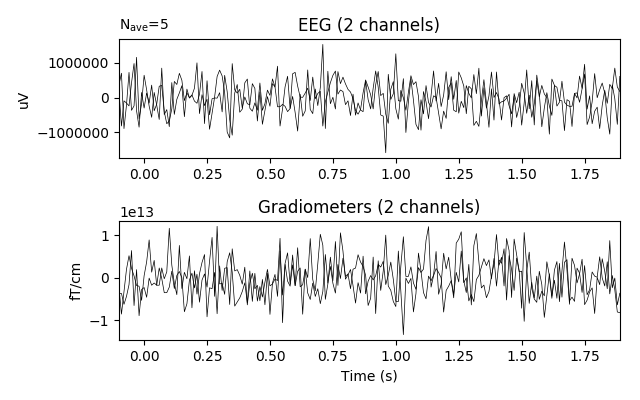 Nave=5
EEG (2 channels)
uV
1000000
0
−1000000
0.00 0.25 0.50 0.75 1.00 1.25 1.50 1.75
1e13
Gradiometers (2 channels)
fT/cm
1
0
−1
0.00 0.25 0.50 0.75 1.00 1.25 1.50 1.75
Time (s)